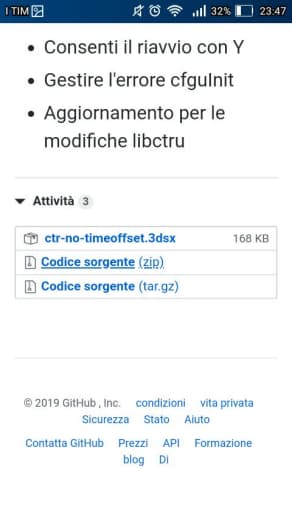 I TIM 32% 23:47
Consenti il riavvio con Y
Gestire l'errore cfguInit
Aggiornamento per le
modifiche libctru
Attività 3
ctr-no-timeoffset.3dsx 168 KB
Codice sorgente (zip)
Codice sorgente (tar.gz)
© 2019 GitHub , Inc. condizioni vita privata
Sicurezza Stato Aiuto
Contatta GitHub Prezzi API Formazione
blog Di